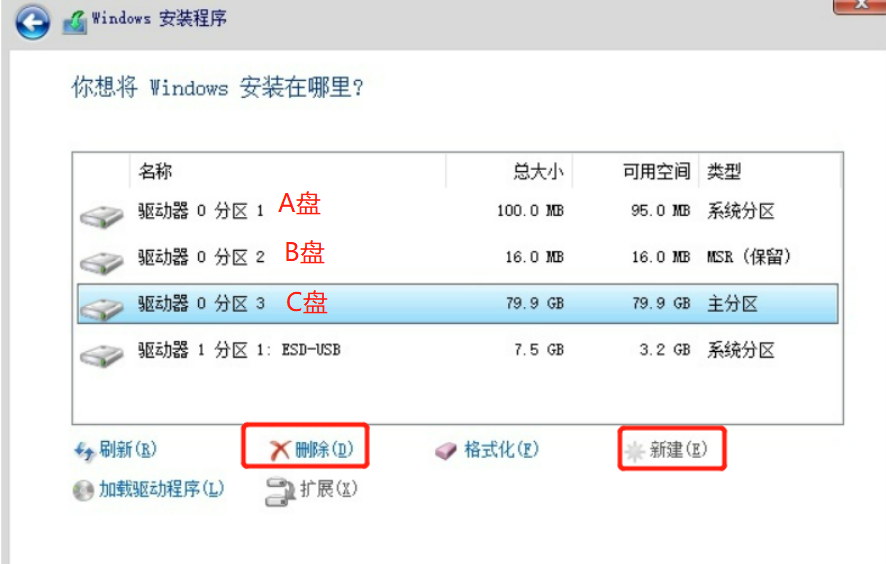 Windows 安装程序
你想将 Windows 安装在哪里?
名称 总大小 可用空间 类型
驱动器 0 分区 1 A盘 100.0 MB 95.0 MB 系统分区
驱动器 0 分区 2 B盘 16.0 MB 16.0 MB MSR (保留)
驱动器 0 分区 3 C盘 79.9 GB 79.9 GB 主分区
驱动器 1 分区 1: ESD-USB 7.5 GB 3.2 GB 系统分区
刷新(R) 删除(D) 格式化(F) 新建(E)
加载驱动程序(L) 扩展(X)